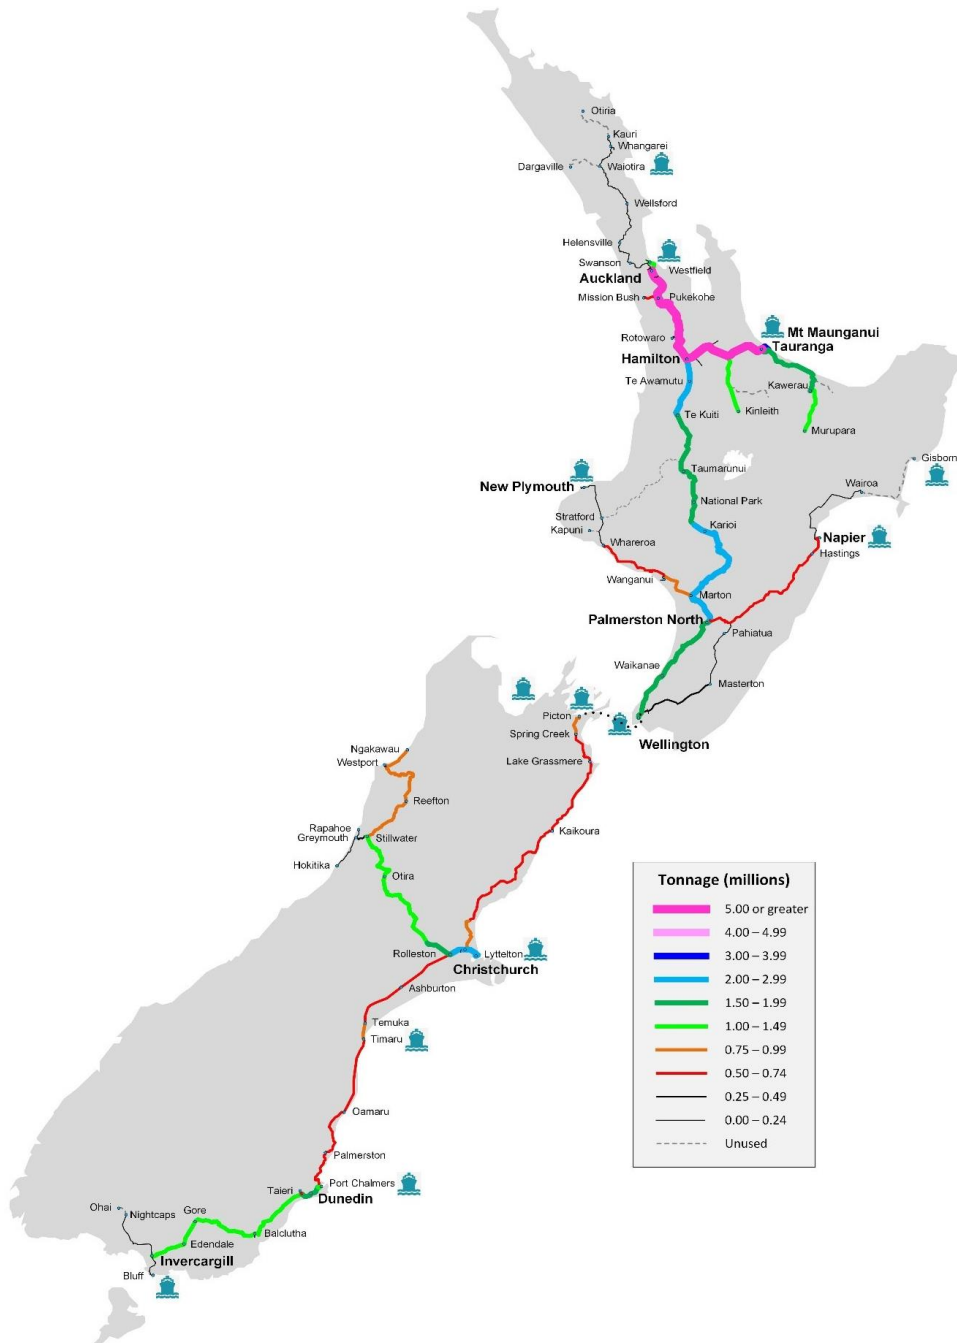 Otiria
Kauri
Whangarei
Dargaville
Waiotira
Wellsford
Helensville
Swanson
Auckland
Westfield
Mission Bush
Pukekohe
Mt Maunganui
Rotowaro
Tauranga
Hamilton
Te Awamutu
Kawerau
Kinleith
Te Kuiti
Murupara
Gisborn
Taumarunui
Wairoa
New Plymouth
National Park
Stratford
Kapuni
Karioi
Napier
Whareroa
Hastings
Wanganui
Marton
Palmerston North
Pahiatua
Waikanae
Masterton
Picton
Spring Creek
Wellington
Ngakawau
Westport
Lake Grassmere
Reefton
Rapahoe
Greymouth
Stillwater
Kaikoura
Hokitika
Otira
Rolleston
Lyttelton
Christchurch
Ashburton
Temuka
Timaru
Oamaru
Palmerston
Port Chalmers
Taieri
Dunedin
Ohai
Nightcaps
Gore
Balclutha
Edendale
Invercargill
Bluff
Tonnage (millions)
5.00 or greater
4.00 – 4.99
3.00 – 3.99
2.00 – 2.99
1.50 – 1.99
1.00 – 1.49
0.75 – 0.99
0.50 – 0.74
0.25 – 0.49
0.00 – 0.24
Unused